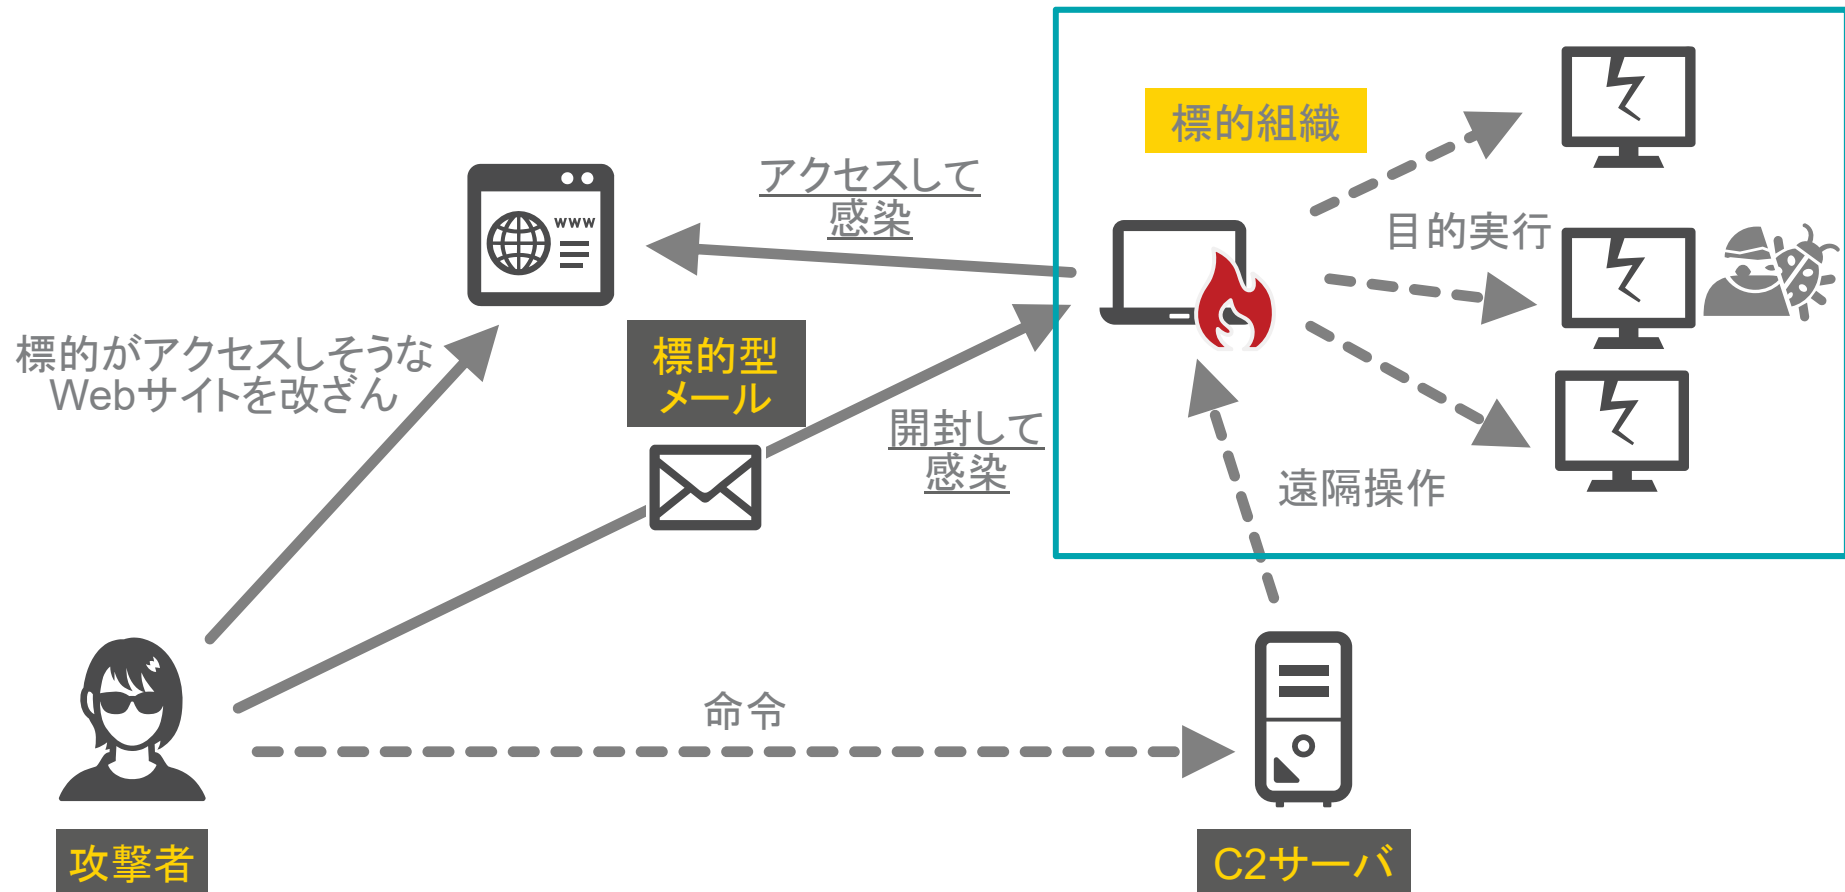 標的組織
アクセスして
感染
WWW
目的実行
標的がアクセスしそうな
Webサイトを改ざん
標的型
メール
開封して
感染
遠隔操作
命令
攻撃者
C2サーバ